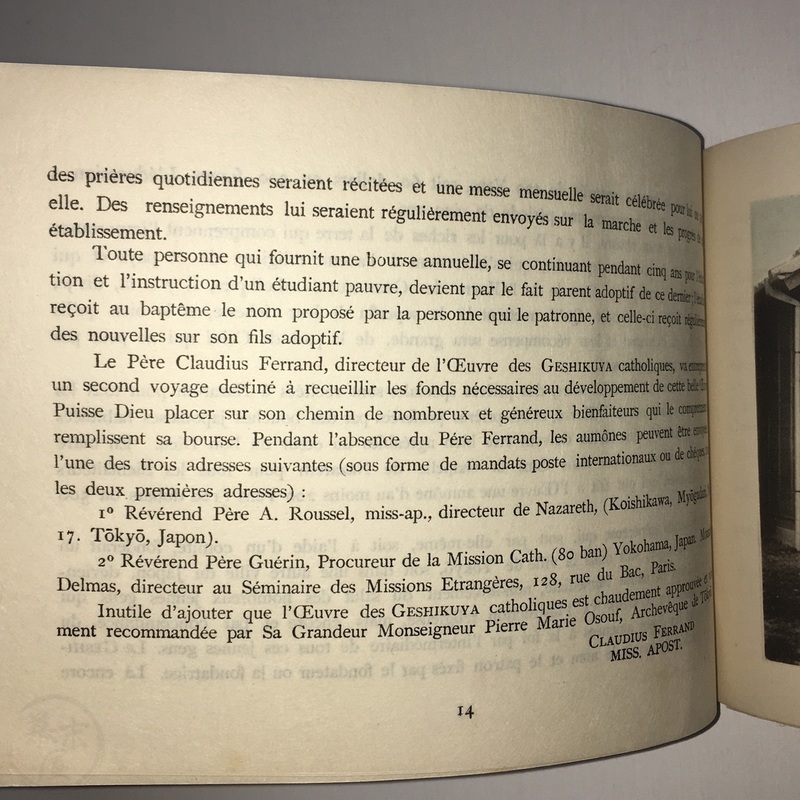 des prières quotidiennes seraient récitées et une messe mensuelle serait célébrée pour lui
elle. Des renseignements lui seraient régulièrement envoyés sur la marche et les progrès
établissement.
Toute personne qui fournit une bourse annuelle, se continuant pendant cinq ans pour
tion et l'instruction d'un étudiant pauvre, devient par le fait parent adoptif de ce dernier;
reçoit au baptême le nom proposé par la personne qui le patronne, et celle-ci reçoit
des nouvelles sur son fils adoptif.
Le Père Claudius Ferrand, directeur de l'Œuvre des GESHIKUYA catholiques, va
un second voyage destiné à recueillir les fonds nécessaires au développement de cette belle
Puisse Dieu placer sur son chemin de nombreux et généreux bienfaiteurs qui le
remplissent sa bourse. Pendant l'absence du Pére Ferrand, les aumônes peuvent être
l'une des trois adresses suivantes (sous forme de mandats poste internationaux ou de
les deux premières adresses) :
1º Révérend Père A. Roussel, miss-ap., directeur de Nazareth, (Koishikawa,
17. Tōkyō, Japon).
2º Révérend Père Guérin, Procureur de la Mission Cath. (80 ban) Yokohama, Japan.
Delmas, directeur au Séminaire des Missions Etrangères, 128, rue du Bac, Paris.
Inutile d'ajouter que l'Œuvre des GESHIKUYA catholiques est chaudement approuvée
ment recommandée par Sa Grandeur Monseigneur Pierre Marie Osouf, Archevêque de
CLAUDIUS FERRAND
MISS. APOST.
14